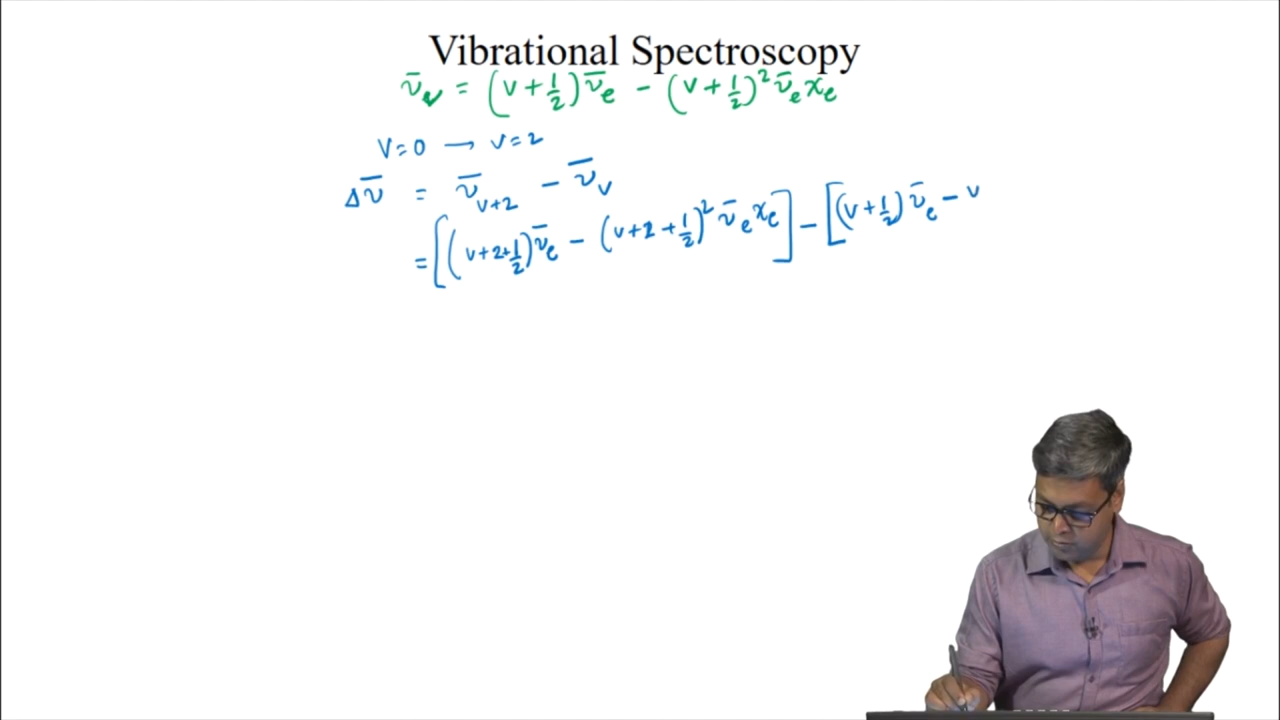 Vibrational Spectroscopy
ν̅ᵥ = (v+½)ν̅ₑ - (v+½)²ν̅ₑxₑ
v=0 → v=2
Δν̅ = ν̅ᵥ₊₂ - ν̅ᵥ
=[(v+2+½)ν̅ₑ - (v+2+½)²ν̅ₑxₑ] - [(v+½)ν̅ₑ - v